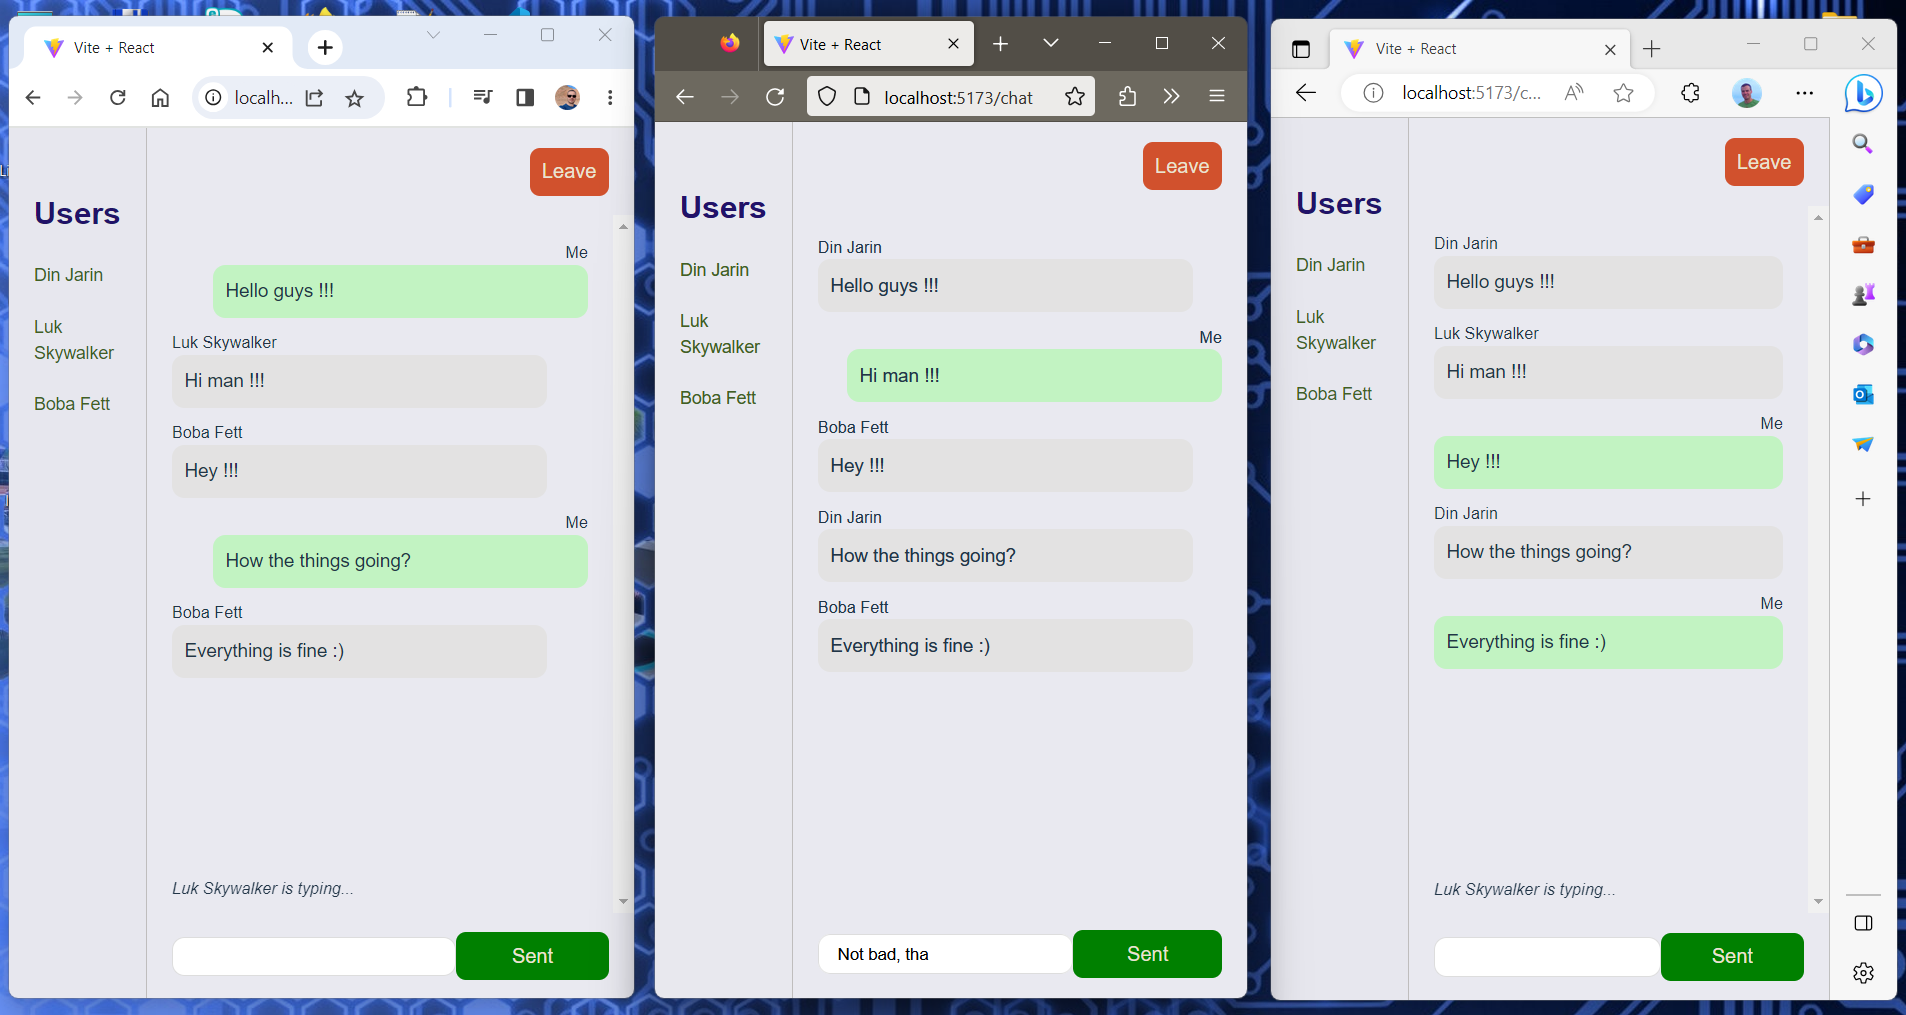 Vite + React
localh...
Leave
Users
Din Jarin
Luk
Skywalker
Boba Fett
Me
Hello guys !!!
Luk Skywalker
Hi man !!!
Boba Fett
Hey !!!
Me
How the things going?
Boba Fett
Everything is fine :)
Luk Skywalker is typing...
Sent
Vite + React
localhost:5173/chat
Leave
Users
Din Jarin
Luk
Skywalker
Boba Fett
Din Jarin
Hello guys !!!
Me
Hi man !!!
Boba Fett
Hey !!!
Din Jarin
How the things going?
Boba Fett
Everything is fine :)
Not bad, tha
Sent
Vite + React
localhost:5173/c...
Leave
Users
Din Jarin
Luk
Skywalker
Boba Fett
Din Jarin
Hello guys !!!
Luk Skywalker
Hi man !!!
Me
Hey !!!
Din Jarin
How the things going?
Me
Everything is fine :)
Luk Skywalker is typing...
Sent